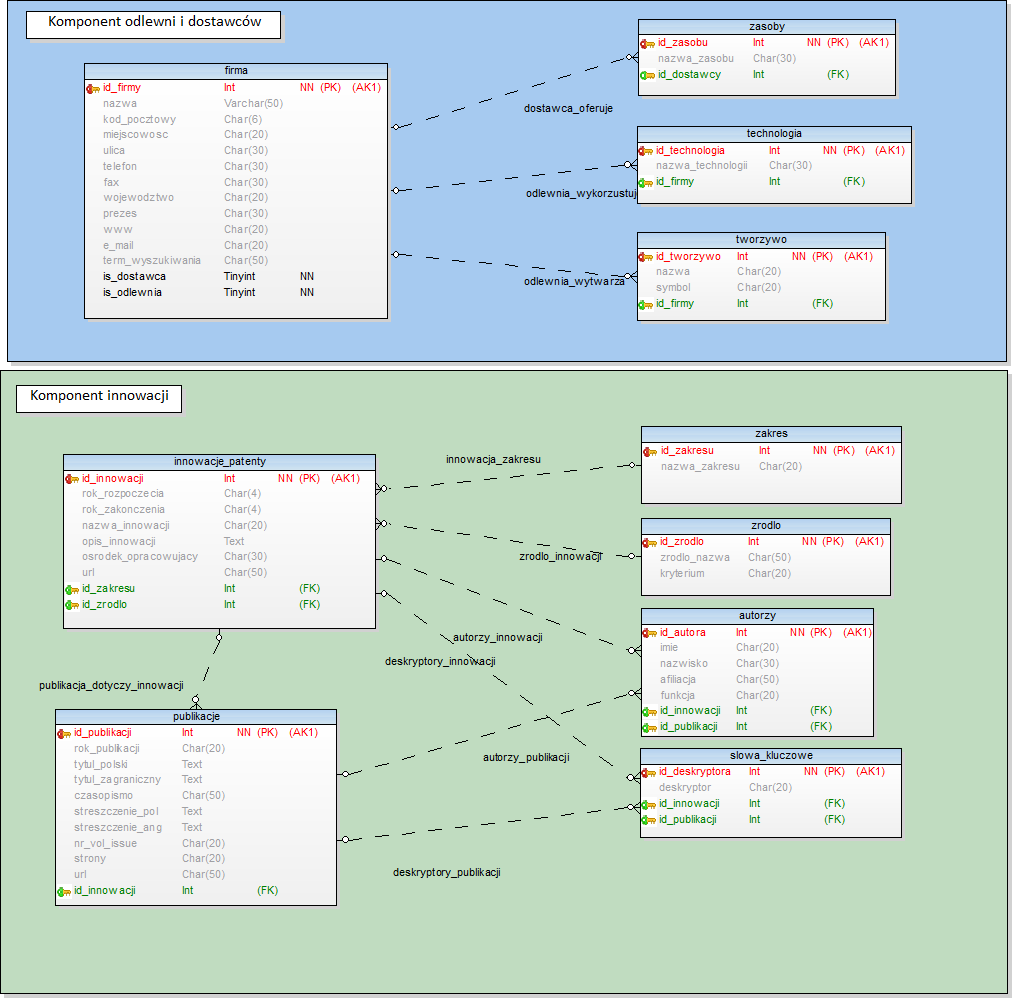 Komponent odlewni i dostawców
firma
id_firmy Int NN (PK) (AK1)
nazwa Varchar(50)
kod_pocztowy Char(6)
miejscowosc Char(20)
ulica Char(30)
telefon Char(30)
fax Char(30)
wojewodztwo Char(20)
prezes Char(30)
www Char(20)
e_mail Char(20)
term_wyszukiwania Char(50)
is_dostawca Tinyint NN
is_odlewnia Tinyint NN
dostawca_oferuje
odlewnia_wykorzystuj
odlewnia_wytwarza
zasoby
id_zasobu Int NN (PK) (AK1)
nazwa_zasobu Char(30)
id_dostawcy Int (FK)
technologia
id_technologia Int NN (PK) (AK1)
nazwa_technologii Char(30)
id_firmy Int (FK)
tworzywo
id_tworzywo Int NN (PK) (AK1)
nazwa Char(20)
symbol Char(20)
id_firmy Int (FK)
Komponent innowacji
innowacje_patenty
id_innowacji Int NN (PK) (AK1)
rok_rozpoczecia Char(4)
rok_zakonczenia Char(4)
nazwa_innowacji Char(20)
opis_innowacji Text
osrodek_opracowujacy Char(30)
url Char(50)
id_zakresu Int (FK)
id_zrodlo Int (FK)
innowacja_zakresu
zrodlo_innowacji
autorzy_innowacji
deskryptory_innowacji
publikacja_dotyczy_innowacji
autorzy_publikacji
deskryptory_publikacji
zakres
id_zakresu Int NN (PK) (AK1)
nazwa_zakresu Char(20)
zrodlo
id_zrodlo Int NN (PK) (AK1)
zrodlo_nazwa Char(50)
kryterium Char(20)
autorzy
id_autora Int NN (PK) (AK1)
imie Char(20)
nazwisko Char(30)
afiliacja Char(50)
funkcja Char(20)
id_innowacji Int (FK)
id_publikacji Int (FK)
publikacje
id_publikacji Int NN (PK) (AK1)
rok_publikacji Char(20)
tytul_polski Text
tytul_zagraniczny Text
czasopismo Char(50)
streszczenie_pol Text
streszczenie_ang Text
nr_vol_issue Char(20)
strony Char(20)
url Char(50)
id_innowacji Int (FK)
slowa_kluczowe
id_deskryptora Int NN (PK) (AK1)
deskryptor Char(20)
id_innowacji Int (FK)
id_publikacji Int (FK)